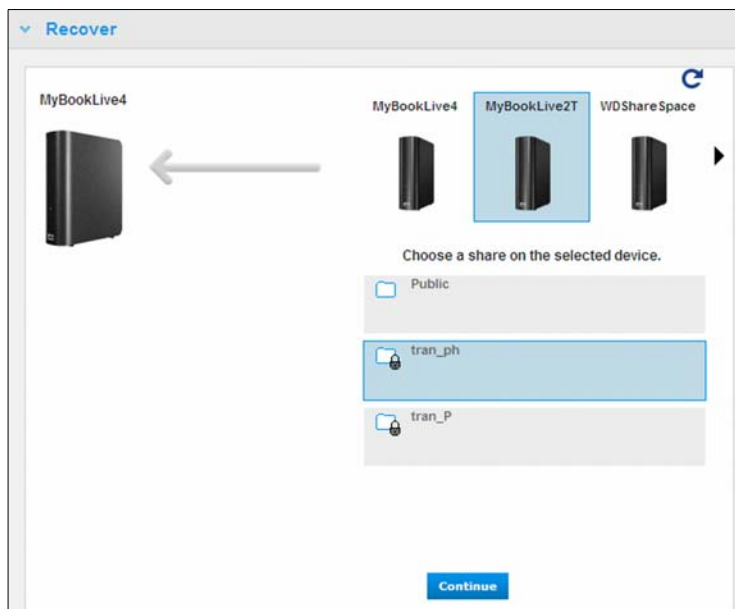 Recover
MyBookLive4
MyBookLive4 MyBookLive2T WDShareSpace
Choose a share on the selected device.
Public
tran_ph
tran_P
Continue